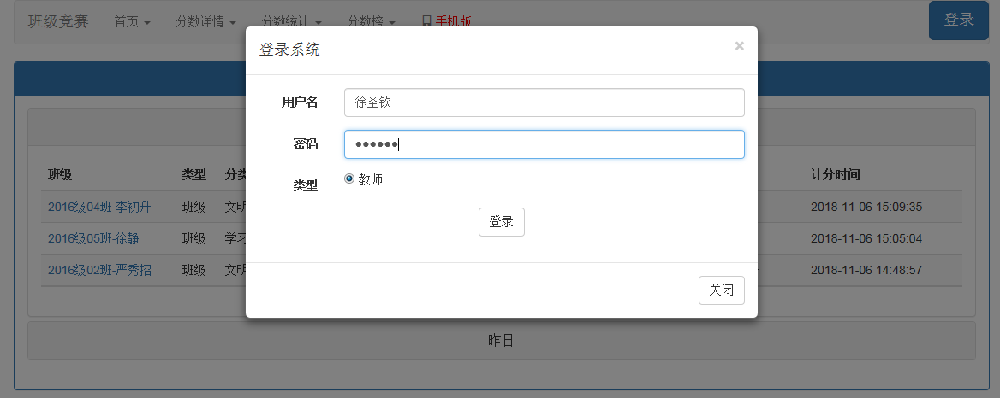 班级竞赛 首页 分数详情 分数统计 分数榜 手机版 登录
登录系统 ×
用户名 徐圣钦
密码 ●●●●●●
类型 教师
登录
关闭
班级 类型 分类 计分时间
2016级04班-李初升 班级 文明 2018-11-06 15:09:35
2016级05班-徐静 班级 学习 2018-11-06 15:05:04
2016级02班-严秀招 班级 文明 2018-11-06 14:48:57
昨日